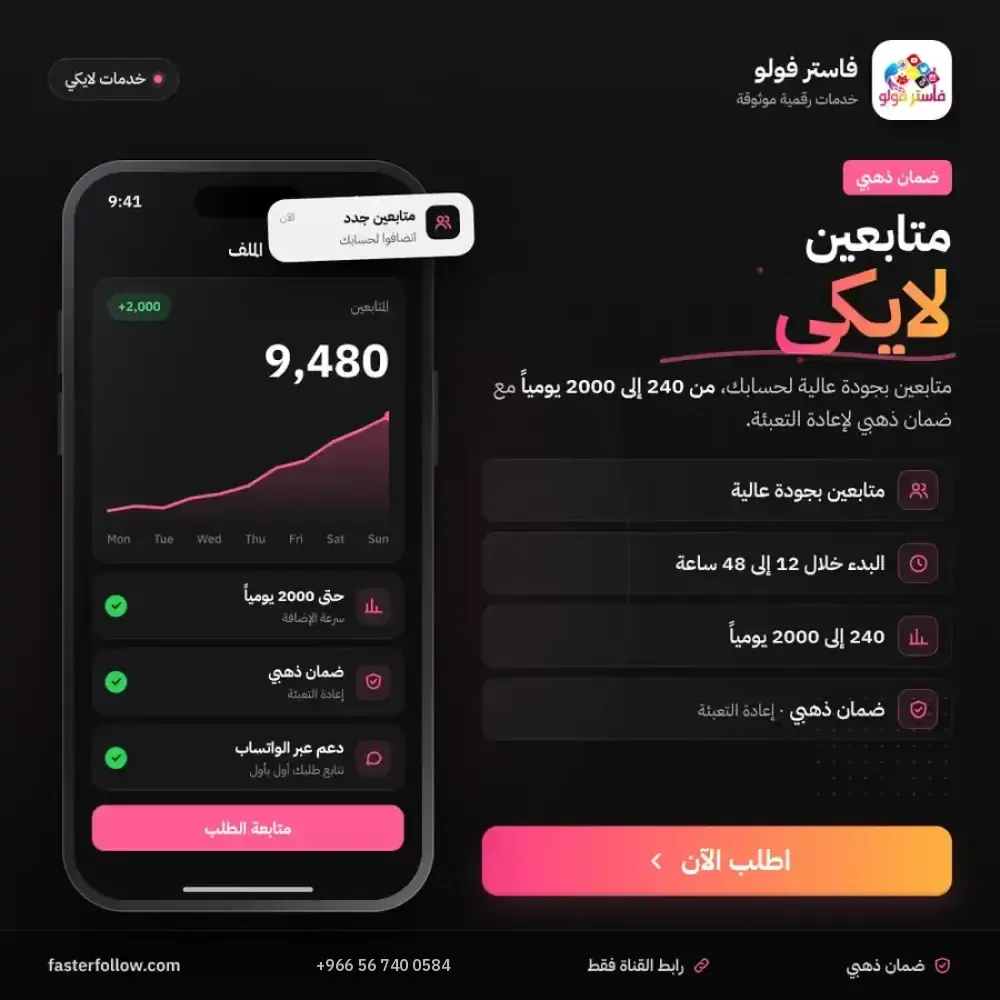 فاستر فولو
فاستر فولو
خدمات رقمية موثوقة
خدمات لايكي
ضمان ذهبي
متابعين
لايكي
متابعين بجودة عالية لحسابك، من 240 إلى 2000 يومياً مع
ضمان ذهبي لإعادة التعبئة.
متابعين بجودة عالية
البدء خلال 12 إلى 48 ساعة
240 إلى 2000 يومياً
ضمان ذهبي · إعادة التعبئة
اطلب الآن
9:41
متابعين جدد
الآن
انضافوا لحسابك
الملف
المتابعين
+2,000
9,480
Mon Tue Wed Thu Fri Sat Sun
حتى 2000 يومياً
سرعة الإضافة
ضمان ذهبي
إعادة التعبئة
دعم عبر الواتساب
نتابع طلبك أول بأول
متابعة الطلب
ضمان ذهبي
رابط القناة فقط
+966 56 740 0584
fasterfollow.com